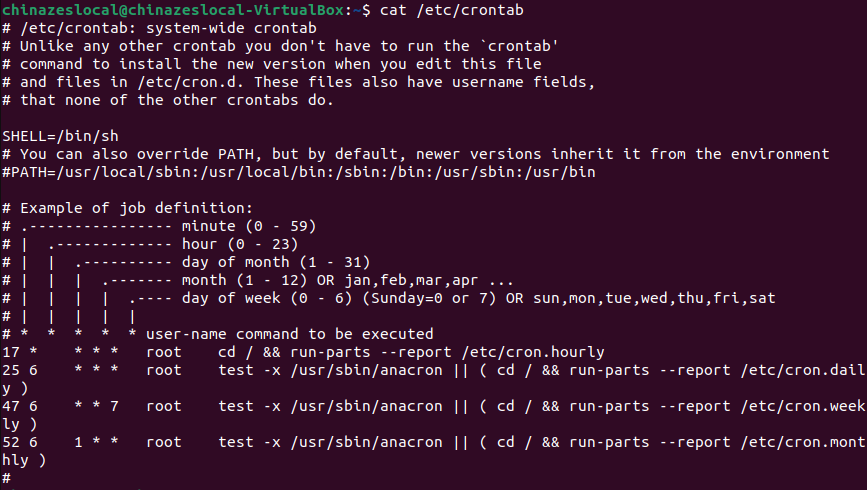 chinazeslocal@chinazeslocal-VirtualBox:~$ cat /etc/crontab
# /etc/crontab: system-wide crontab
# Unlike any other crontab you don't have to run the `crontab'
# command to install the new version when you edit this file
# and files in /etc/cron.d. These files also have username fields,
# that none of the other crontabs do.

SHELL=/bin/sh
# You can also override PATH, but by default, newer versions inherit it from the environment
#PATH=/usr/local/sbin:/usr/local/bin:/sbin:/bin:/usr/sbin:/usr/bin

# Example of job definition:
# .---------------- minute (0 - 59)
# |  .------------- hour (0 - 23)
# |  |  .---------- day of month (1 - 31)
# |  |  |  .------- month (1 - 12) OR jan,feb,mar,apr ...
# |  |  |  |  .---- day of week (0 - 6) (Sunday=0 or 7) OR sun,mon,tue,wed,thu,fri,sat
# |  |  |  |  |
# *  *  *  *  * user-name command to be executed
17 *    * * *   root    cd / && run-parts --report /etc/cron.hourly
25 6    * * *   root    test -x /usr/sbin/anacron || ( cd / && run-parts --report /etc/cron.dail
y )
47 6    * * 7   root    test -x /usr/sbin/anacron || ( cd / && run-parts --report /etc/cron.week
ly )
52 6    1 * *   root    test -x /usr/sbin/anacron || ( cd / && run-parts --report /etc/cron.mont
hly )
#